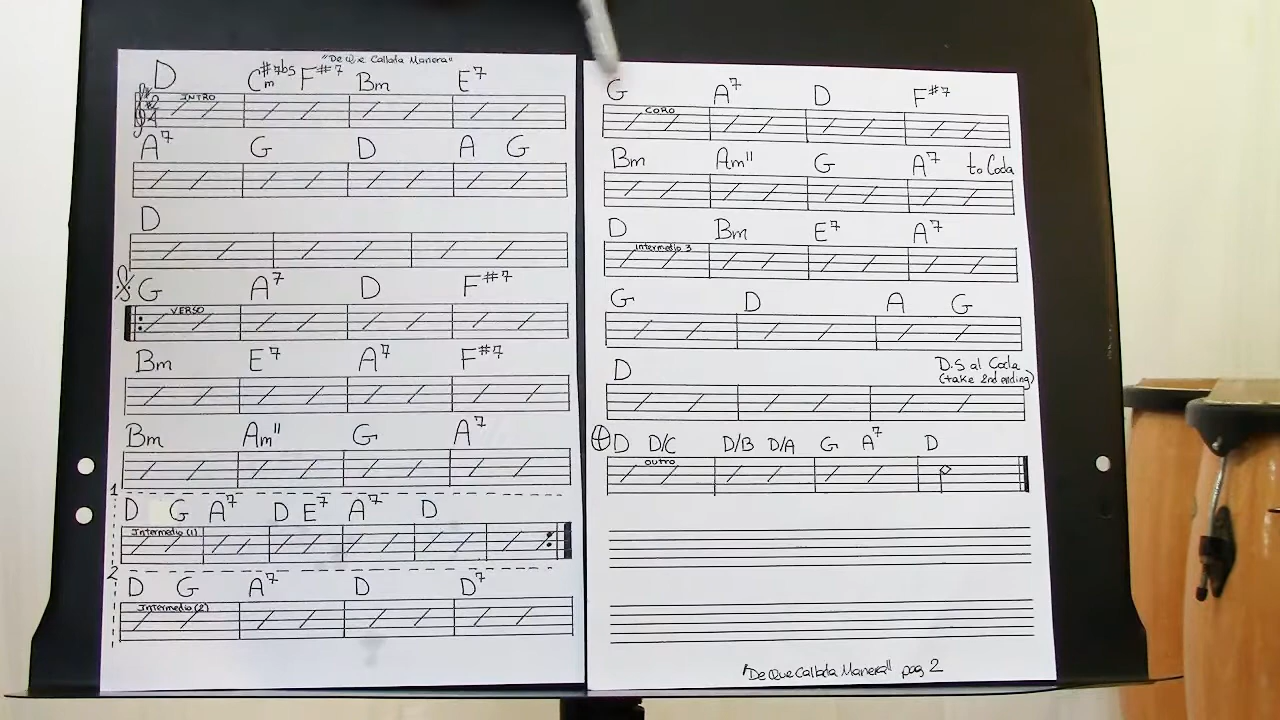 "De Que Callada Manera"
D C#m7b5 F#7 Bm E7
INTRO
A7 G D A G
D
G A7 D F#7
VERSO
Bm E7 A7 F#7
Bm Am11 G A7
1
D G A7 D E7 A7 D
Intermedio (1)
2
D G A7 D D7
Intermedio (2)
G A7 D F#7
CORO
Bm Am11 G A7 to Coda
D Bm E7 A7
Intermedio 3
G D A G
D D.S al Coda
(take 2nd ending)
D D/C D/B D/A G A7 D
OUTRO
"De Que Callada Manera" pag 2